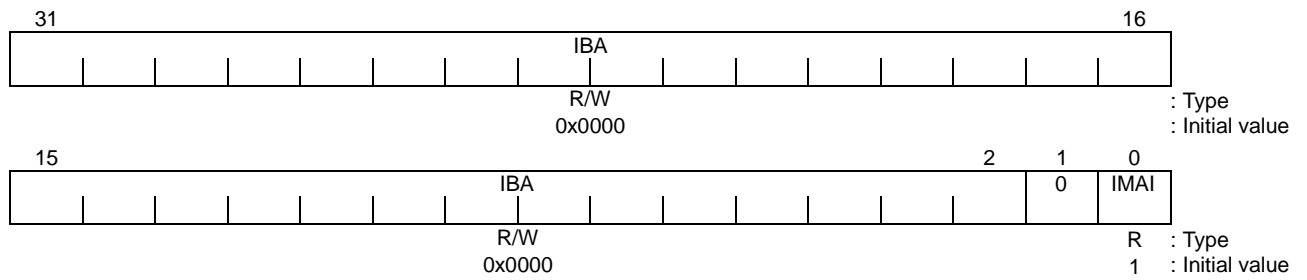 31 16
IBA
R/W : Type
0x0000 : Initial value
15 2 1 0
IBA 0 IMAI
R/W R : Type
0x0000 1 : Initial value